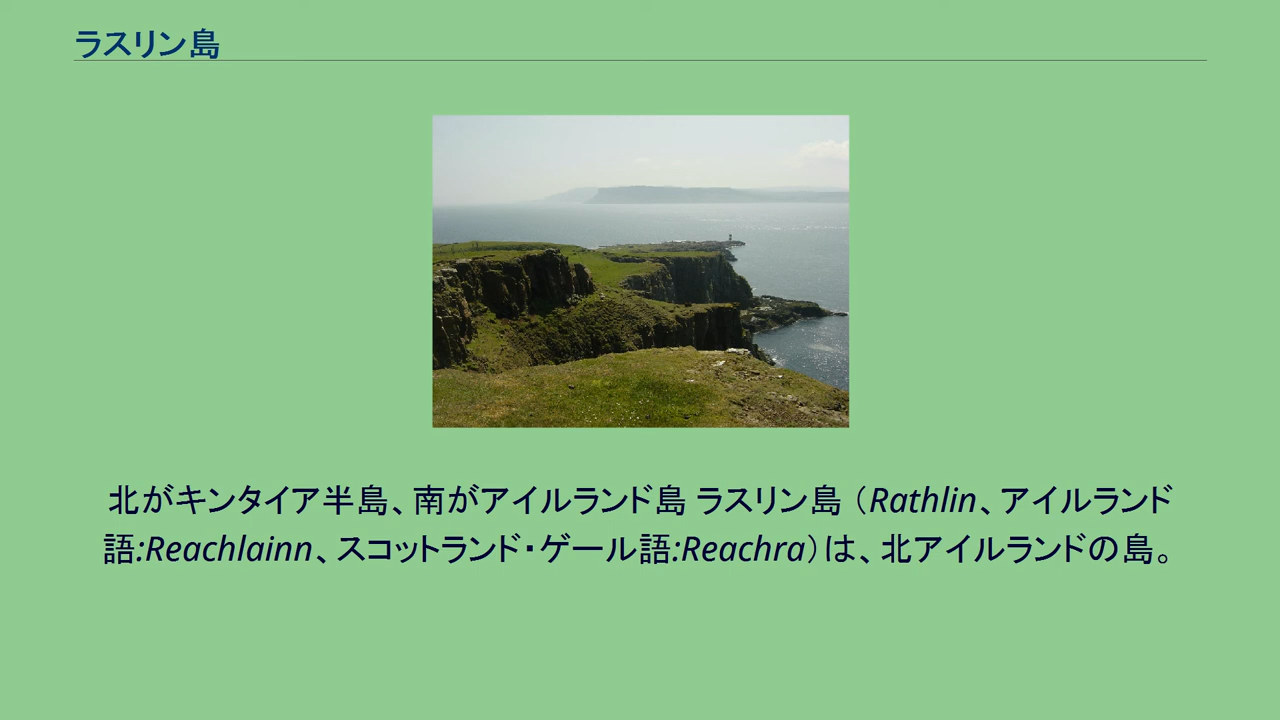 ラスリン島
北がキンタイア半島、南がアイルランド島 ラスリン島（Rathlin、アイルランド
語:Reachlainn、スコットランド・ゲール語:Reachra）は、北アイルランドの島。